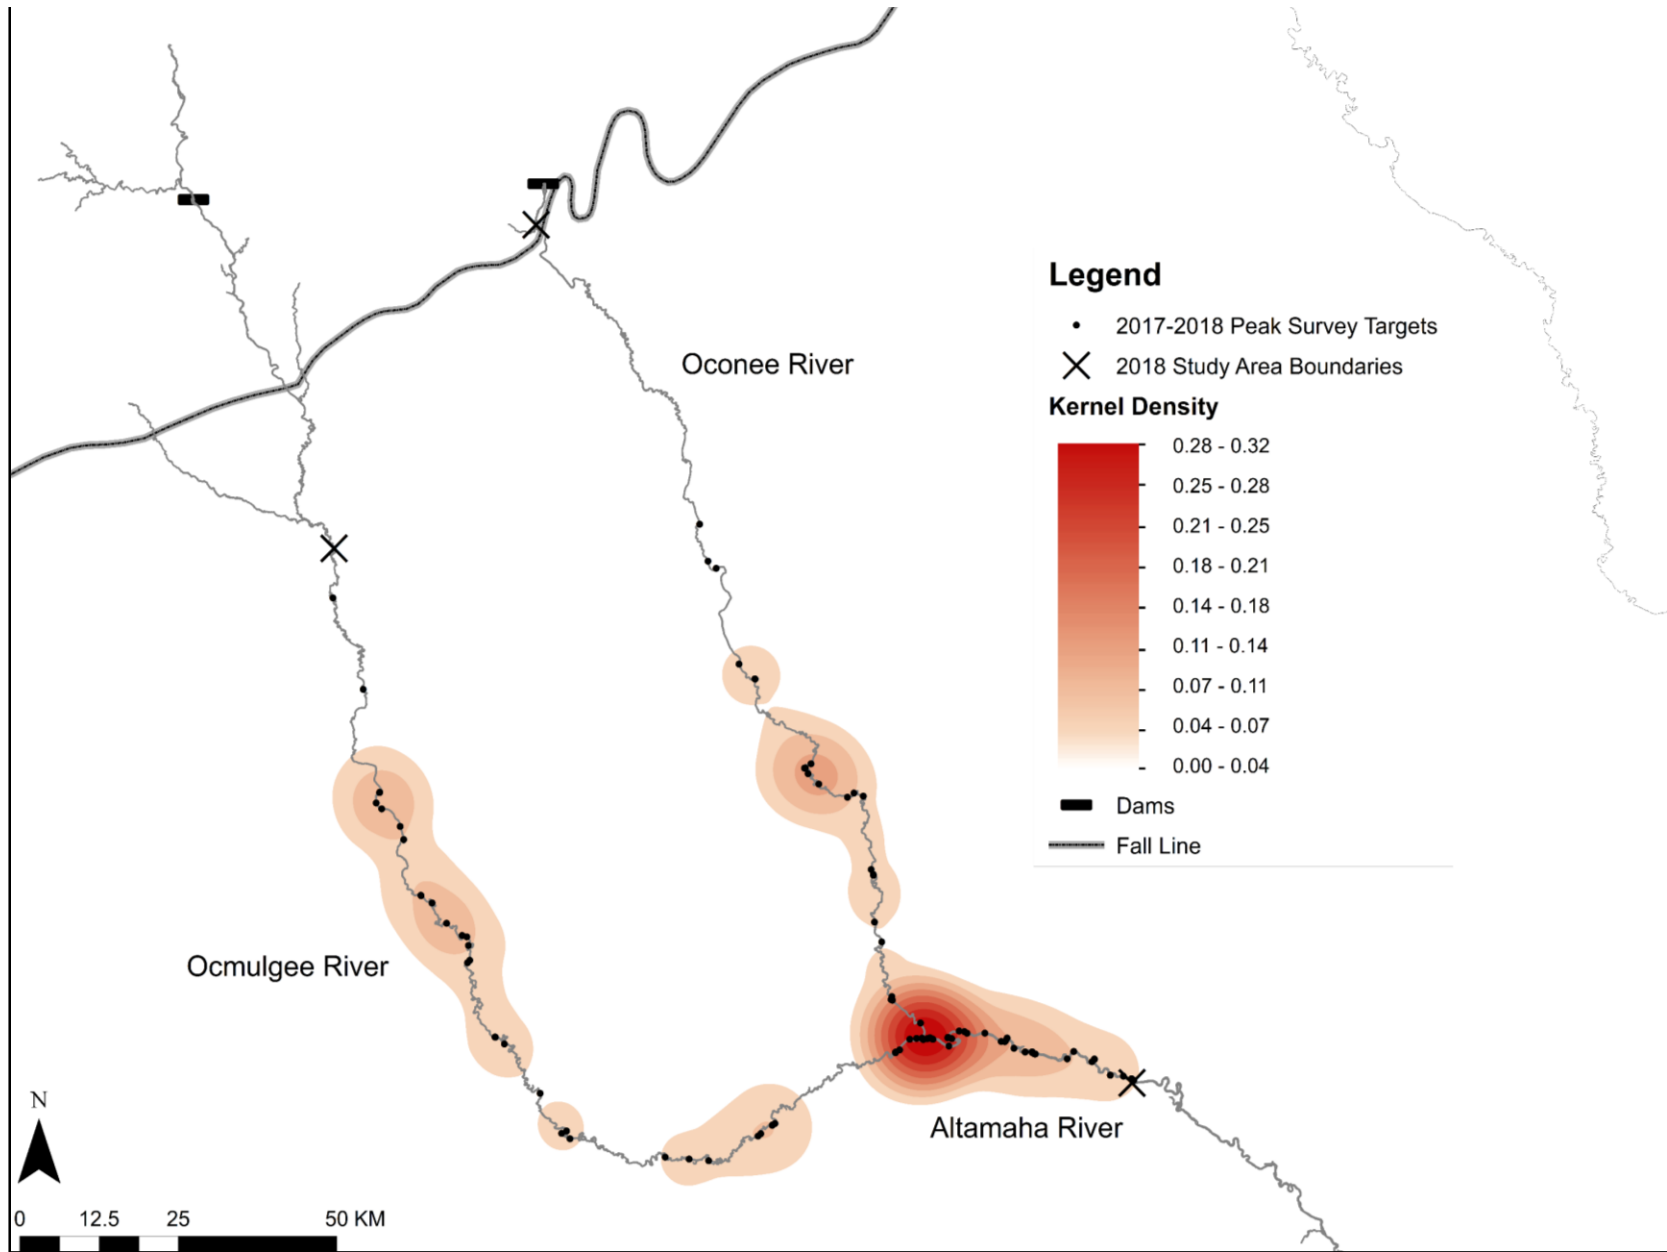 Oconee River
Legend
2017-2018 Peak Survey Targets
2018 Study Area Boundaries
Kernel Density
0.28 - 0.32
0.25 - 0.28
0.21 - 0.25
0.18 - 0.21
0.14 - 0.18
0.11 - 0.14
0.07 - 0.11
0.04 - 0.07
0.00 - 0.04
Dams
Fall Line
Ocmulgee River
Altamaha River
N
0 12.5 25 50 KM